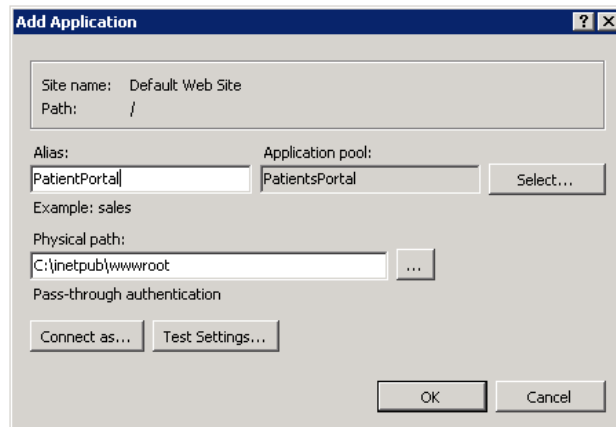 Add Application
? X
Site name: Default Web Site
Path: /
Alias: Application pool:
PatientPortal PatientsPortal Select...
Example: sales
Physical path:
C:\inetpub\wwwroot ...
Pass-through authentication
Connect as... Test Settings...
OK Cancel